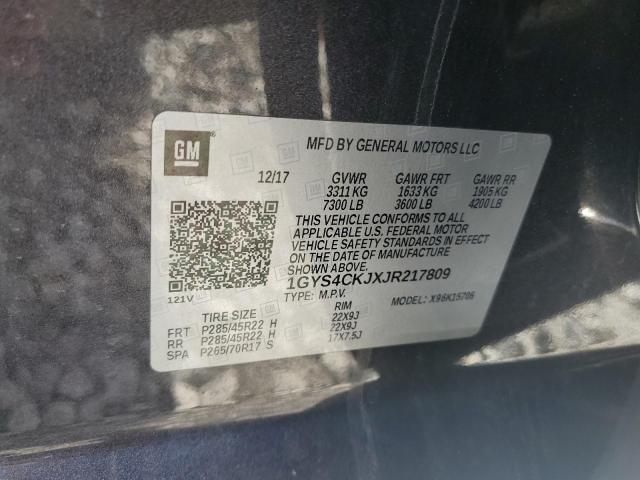 GM
MFD BY GENERAL MOTORS LLC
12/17 GVWR GAWR FRT GAWR RR
3311 KG 1633 KG 1905 KG
7300 LB 3600 LB 4200 LB
THIS VEHICLE CONFORMS TO ALL
APPLICABLE U.S. FEDERAL MOTOR
VEHICLE SAFETY STANDARDS IN EFFECT
ON THE DATE OF MANUFACTURE
1GYS4CKJXJR217809
121V
TYPE: M.P.V. MODEL: X96K15706
TIRE SIZE RIM
FRT P285/45R22 H 22X9J
RR P285/45R22 H 22X9J
SPA P265/70R17 S 17X7.5J